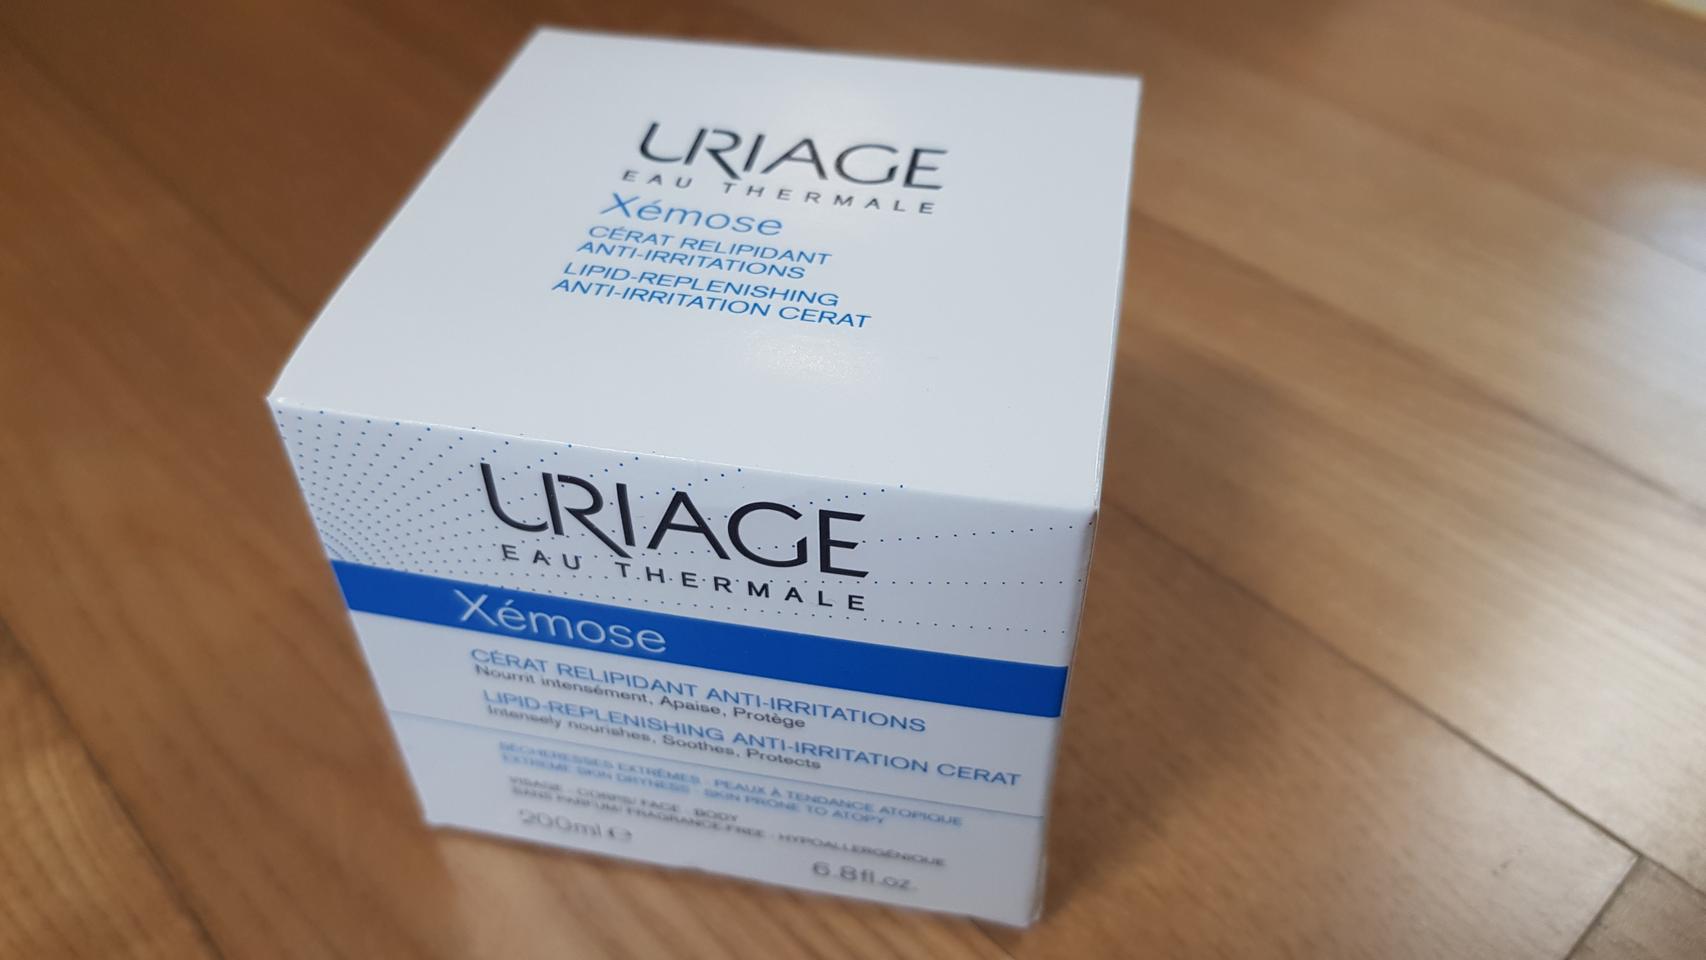 URIAGE
EAU THERMALE
Xémose
CÉRAT RELIPIDANT
ANTI-IRRITATIONS
LIPID-REPLENISHING
ANTI-IRRITATION CERAT
URIAGE
EAU THERMALE
Xémose
CÉRAT RELIPIDANT ANTI-IRRITATIONS
Nourrit intensément, Apaise, Protège
LIPID-REPLENISHING ANTI-IRRITATION CERAT
Intensely nourishes, Soothes, Protects
SÉCHERESSES EXTRÊMES - PEAUX À TENDANCE ATOPIQUE
EXTREME SKIN DRYNESS - SKIN PRONE TO ATOPY
VISAGE - CORPS/ FACE - BODY
SANS PARFUM/ FRAGRANCE-FREE - HYPOALLERGÉNIQUE
200ml ℮
6.8fl.oz.